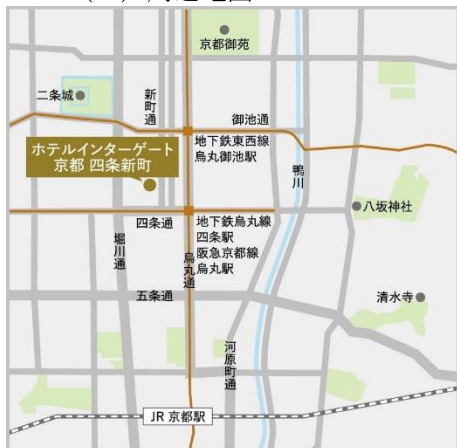 京都御苑
二条城
新町通
御池通
地下鉄東西線
烏丸御池駅
ホテルインターゲート
京都 四条新町
鴨川
八坂神社
四条通
地下鉄烏丸線
四条駅
阪急京都線
烏丸駅
堀川通
烏丸通
五条通
清水寺
河原町通
JR 京都駅